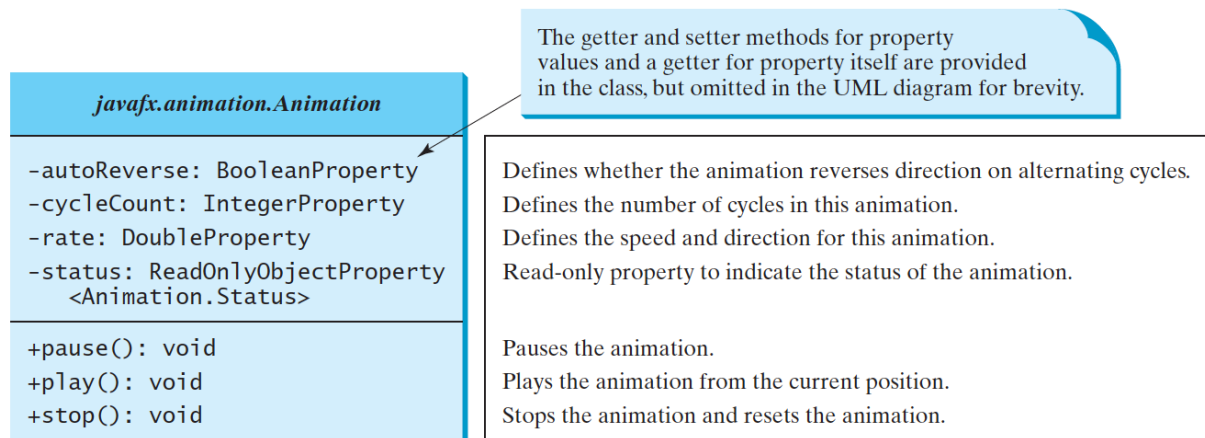 The getter and setter methods for property
values and a getter for property itself are provided
in the class, but omitted in the UML diagram for brevity.
javafx.animation.Animation
-autoReverse: BooleanProperty
Defines whether the animation reverses direction on alternating cycles.
-cycleCount: IntegerProperty
Defines the number of cycles in this animation.
-rate: DoubleProperty
Defines the speed and direction for this animation.
-status: ReadOnlyObjectProperty
Read-only property to indicate the status of the animation.
<Animation.Status>
+pause(): void
Pauses the animation.
+play(): void
Plays the animation from the current position.
+stop(): void
Stops the animation and resets the animation.